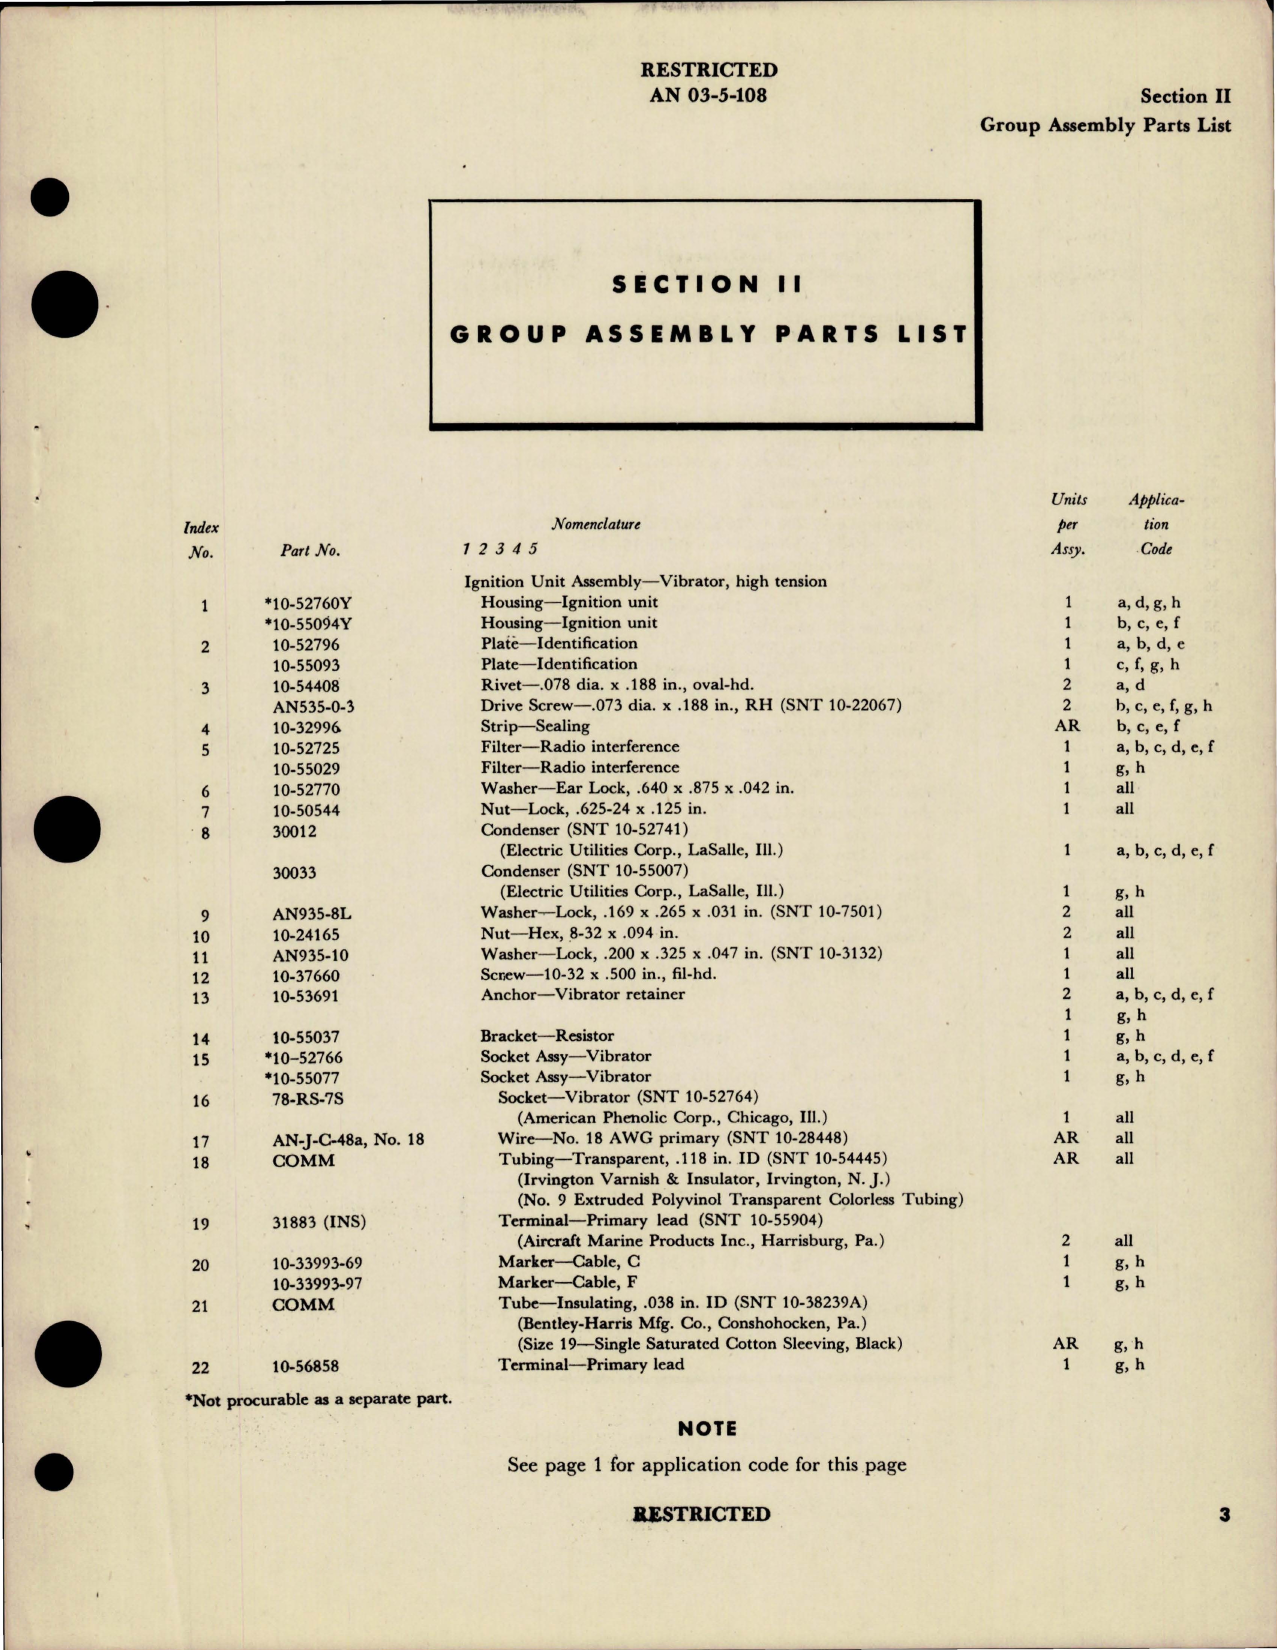 RESTRICTED
AN 03-5-108
Section II
Group Assembly Parts List
SECTION II
GROUP ASSEMBLY PARTS LIST
Index No. Part No. Nomenclature 1 2 3 4 5 Units per Assy. Applica-tion Code
Ignition Unit Assembly—Vibrator, high tension
1 *10-52760Y Housing—Ignition unit 1 a, d, g, h
*10-55094Y Housing—Ignition unit 1 b, c, e, f
2 10-52796 Plate—Identification 1 a, b, d, e
10-55093 Plate—Identification 1 c, f, g, h
3 10-54408 Rivet—.078 dia. x .188 in., oval-hd. 2 a, d
AN535-0-3 Drive Screw—.073 dia. x .188 in., RH (SNT 10-22067) 2 b, c, e, f, g, h
4 10-32996 Strip—Sealing AR b, c, e, f
5 10-52725 Filter—Radio interference 1 a, b, c, d, e, f
10-55029 Filter—Radio interference 1 g, h
6 10-52770 Washer—Ear Lock, .640 x .875 x .042 in. 1 all
7 10-50544 Nut—Lock, .625-24 x .125 in. 1 all
8 30012 Condenser (SNT 10-52741)
(Electric Utilities Corp., LaSalle, Ill.) 1 a, b, c, d, e, f
30033 Condenser (SNT 10-55007)
(Electric Utilities Corp., LaSalle, Ill.) 1 g, h
9 AN935-8L Washer—Lock, .169 x .265 x .031 in. (SNT 10-7501) 2 all
10 10-24165 Nut—Hex, 8-32 x .094 in. 2 all
11 AN935-10 Washer—Lock, .200 x .325 x .047 in. (SNT 10-3132) 1 all
12 10-37660 Screw—10-32 x .500 in., fil-hd. 1 all
13 10-53691 Anchor—Vibrator retainer 2 a, b, c, d, e, f
1 g, h
14 10-55037 Bracket—Resistor 1 g, h
15 *10-52766 Socket Assy—Vibrator 1 a, b, c, d, e, f
*10-55077 Socket Assy—Vibrator 1 g, h
16 78-RS-7S Socket—Vibrator (SNT 10-52764)
(American Phenolic Corp., Chicago, Ill.) 1 all
17 AN-J-C-48a, No. 18 Wire—No. 18 AWG primary (SNT 10-28448) AR all
18 COMM Tubing—Transparent, .118 in. ID (SNT 10-54445) AR all
(Irvington Varnish & Insulator, Irvington, N. J.)
(No. 9 Extruded Polyvinol Transparent Colorless Tubing)
19 31883 (INS) Terminal—Primary lead (SNT 10-55904)
(Aircraft Marine Products Inc., Harrisburg, Pa.) 2 all
20 10-33993-69 Marker—Cable, C 1 g, h
10-33993-97 Marker—Cable, F 1 g, h
21 COMM Tube—Insulating, .038 in. ID (SNT 10-38239A)
(Bentley-Harris Mfg. Co., Conshohocken, Pa.)
(Size 19—Single Saturated Cotton Sleeving, Black) AR g, h
22 10-56858 Terminal—Primary lead 1 g, h
*Not procurable as a separate part.
NOTE
See page 1 for application code for this page
RESTRICTED
3